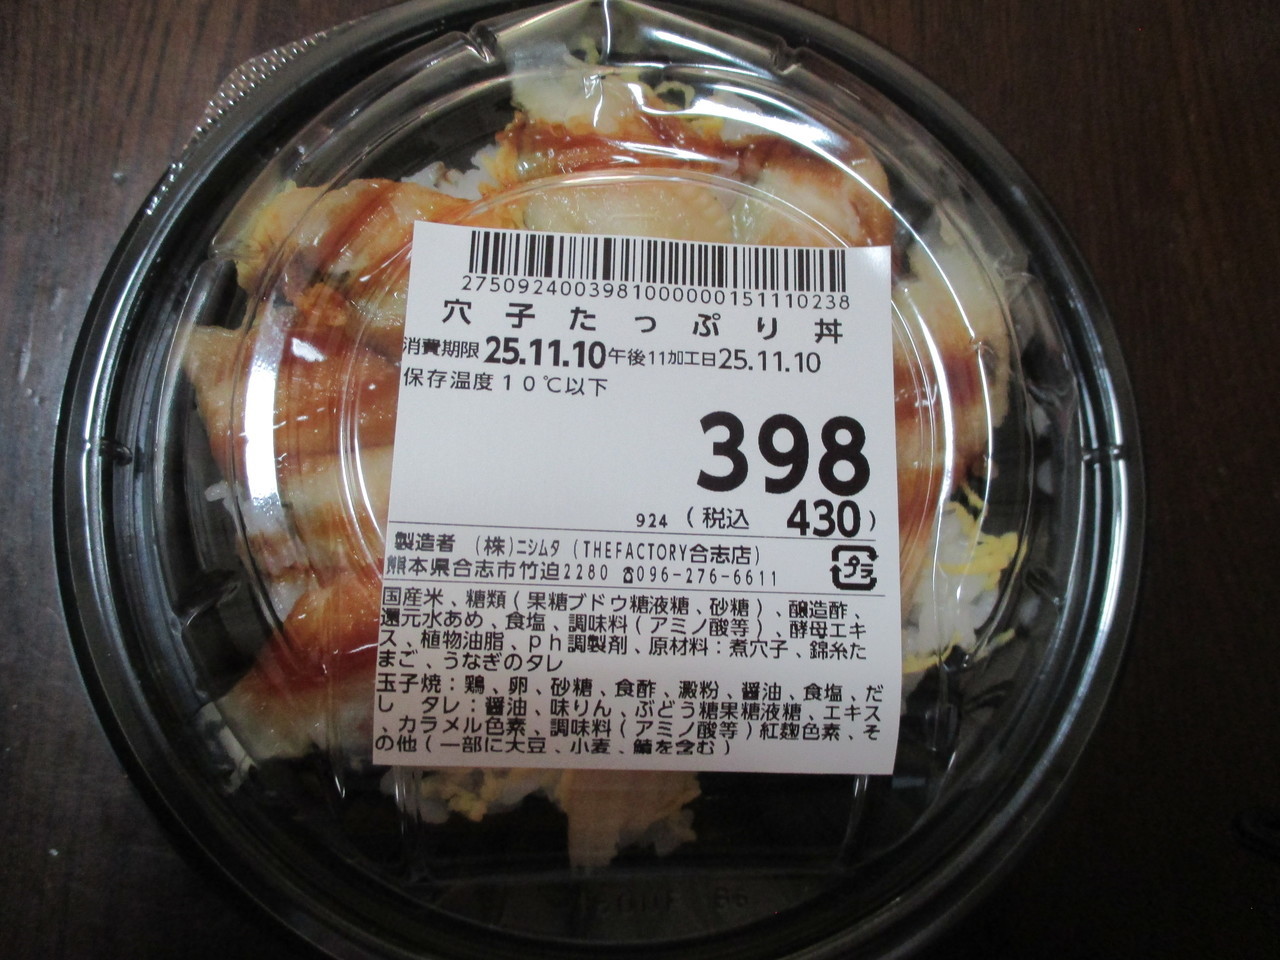 2750924003981000000151110238
穴子たっぷり丼
消費期限 25.11.10 午後11 加工日 25.11.10
保存温度10℃以下
398
924 (税込 430)
製造者 (株)ニシムタ (THEFACTORY合志店)
熊本県合志市竹迫2280 ☎096-276-6611
プラ
国産米、糖類(果糖ブドウ糖液糖、砂糖)、醸造酢、
還元水あめ、食塩、調味料(アミノ酸等)、酵母エキ
ス、植物油脂、ph調製剤、原材料:煮穴子、錦糸た
まご、うなぎのタレ
玉子焼:鶏、卵、砂糖、食酢、澱粉、醤油、食塩、だ
し タレ:醤油、味りん、ぶどう糖果糖液糖、エキス
、カラメル色素、調味料(アミノ酸等)紅麹色素、そ
の他(一部に大豆、小麦、鯖を含む)